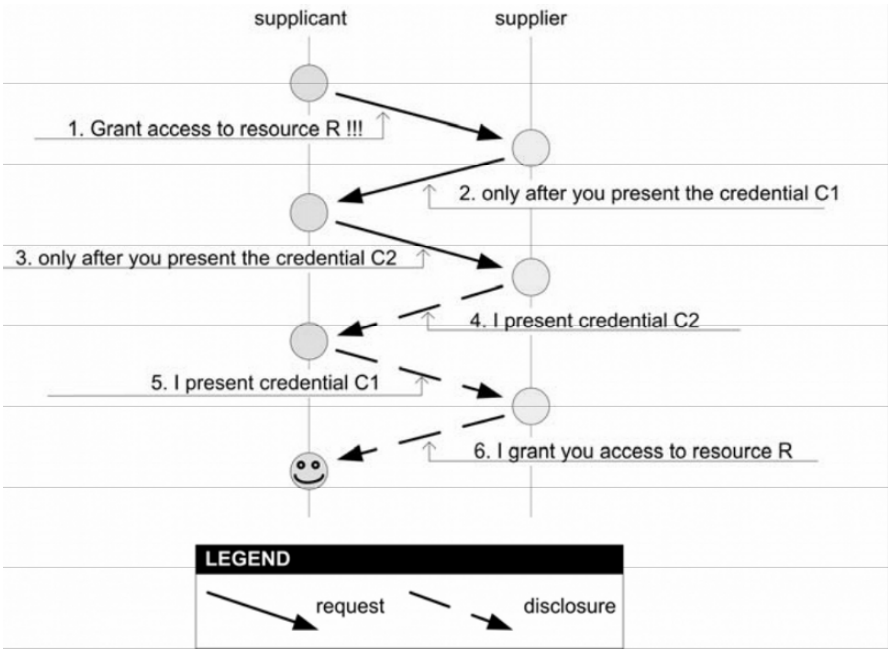 supplicant
supplier
1. Grant access to resource R !!!
2. only after you present the credential C1
3. only after you present the credential C2
4. I present credential C2
5. I present credential C1
6. I grant you access to resource R
LEGEND
request
disclosure